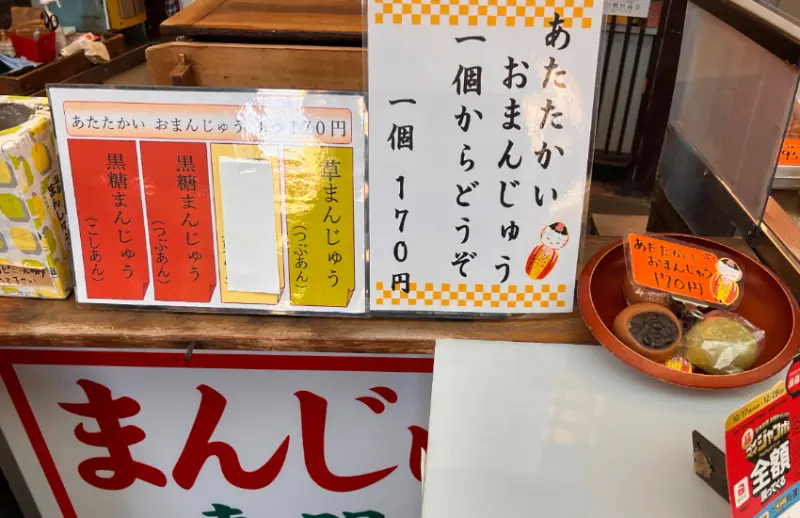 あたたかい おまんじゅう 1つ170円
草まんじゅう
(つぶあん)
黒糖まんじゅう
(つぶあん)
黒糖まんじゅう
(こしあん)
あたたかい
おまんじゅう
一個からどうぞ
一個 170円
あたたかい
おまんじゅう
170円
まんじ
全額